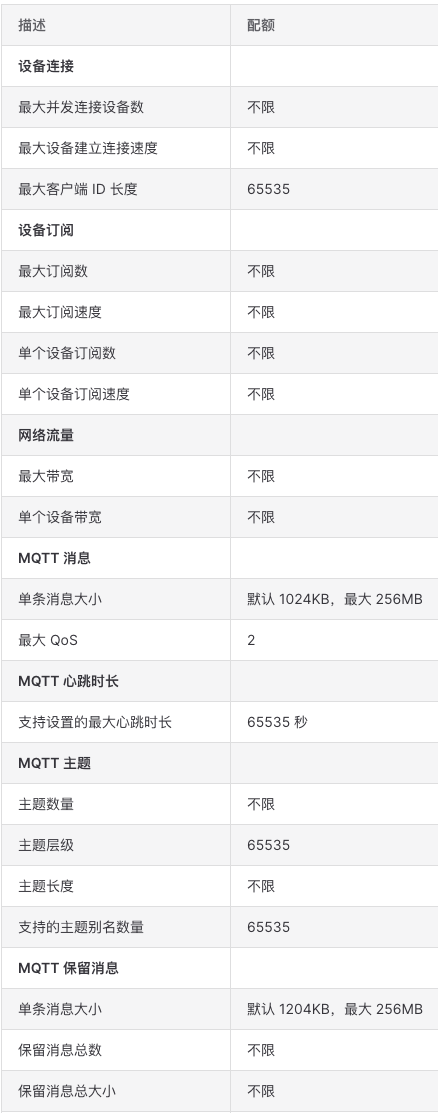 描述 配额
设备连接
最大并发连接设备数 不限
最大设备建立连接速度 不限
最大客户端 ID 长度 65535
设备订阅
最大订阅数 不限
最大订阅速度 不限
单个设备订阅数 不限
单个设备订阅速度 不限
网络流量
最大带宽 不限
单个设备带宽 不限
MQTT 消息
单条消息大小 默认 1024KB，最大 256MB
最大 QoS 2
MQTT 心跳时长
支持设置的最大心跳时长 65535 秒
MQTT 主题
主题数量 不限
主题层级 65535
主题长度 不限
支持的主题别名数量 65535
MQTT 保留消息
单条消息大小 默认 1204KB，最大 256MB
保留消息总数 不限
保留消息总大小 不限